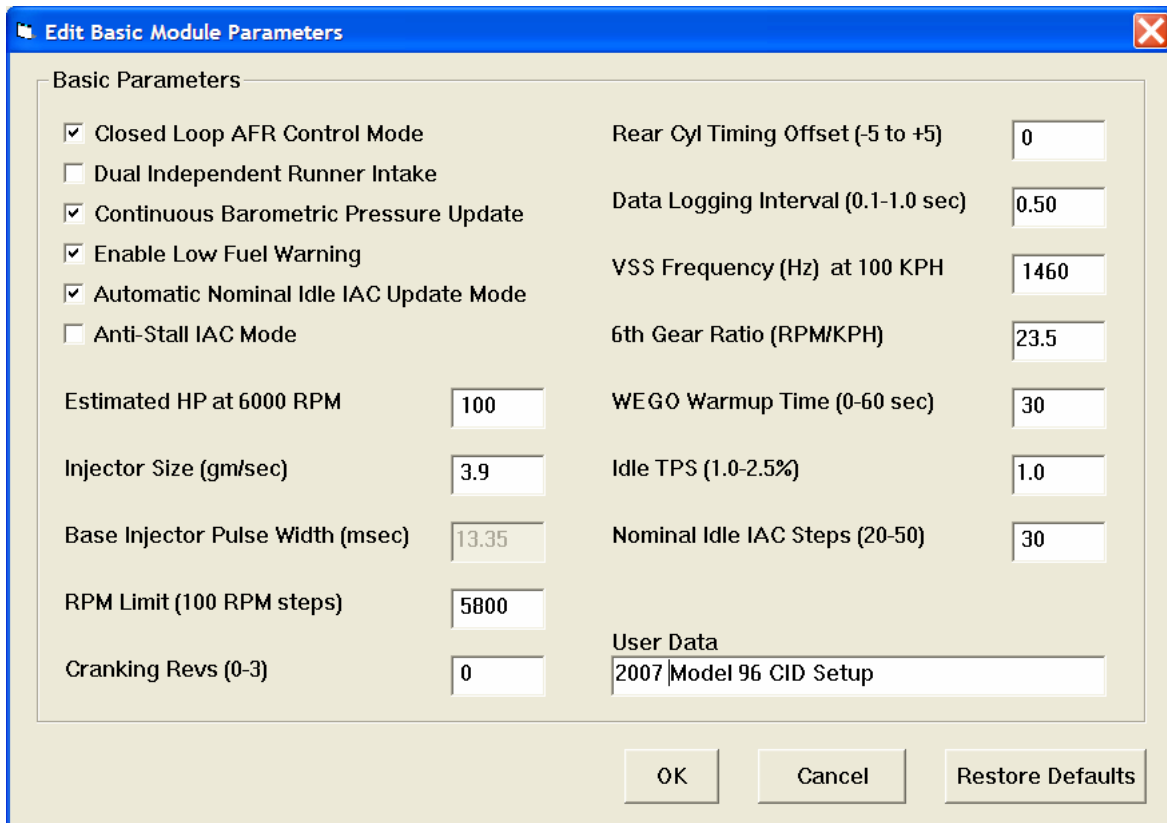 Edit Basic Module Parameters
Basic Parameters
Closed Loop AFR Control Mode
Dual Independent Runner Intake
Continuous Barometric Pressure Update
Enable Low Fuel Warning
Automatic Nominal Idle IAC Update Mode
Anti-Stall IAC Mode
Estimated HP at 6000 RPM 100
Injector Size (gm/sec) 3.9
Base Injector Pulse Width (msec) 13.35
RPM Limit (100 RPM steps) 5800
Cranking Revs (0-3) 0
Rear Cyl Timing Offset (-5 to +5) 0
Data Logging Interval (0.1-1.0 sec) 0.50
VSS Frequency (Hz) at 100 KPH 1460
6th Gear Ratio (RPM/KPH) 23.5
WEGO Warmup Time (0-60 sec) 30
Idle TPS (1.0-2.5%) 1.0
Nominal Idle IAC Steps (20-50) 30
User Data
2007 Model 96 CID Setup
OK Cancel Restore Defaults